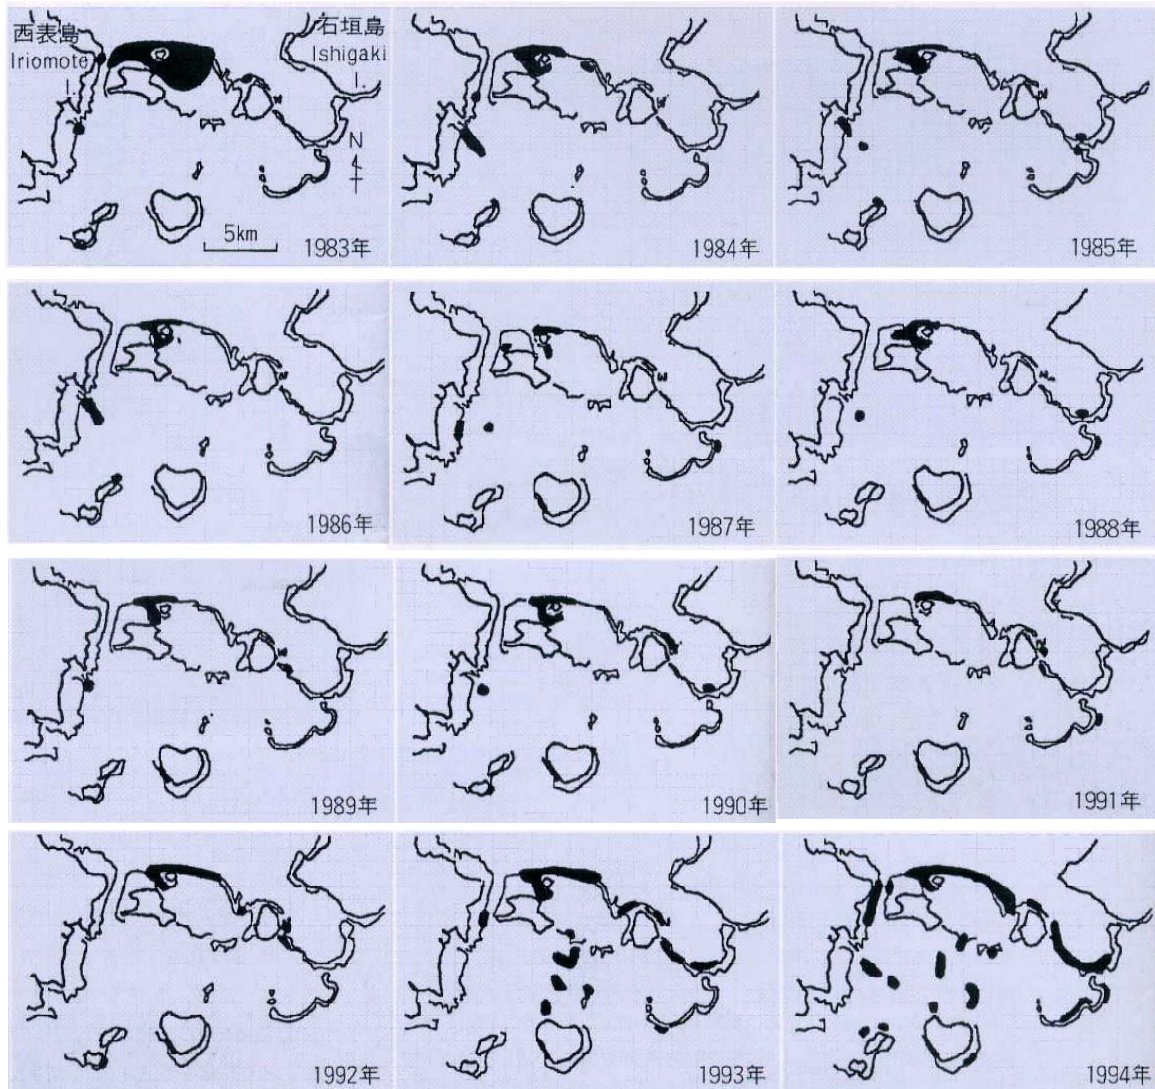 西表島
Iriomote
I.
石垣島
Ishigaki
I.
N
5km
1983年
1984年
1985年
1986年
1987年
1988年
1989年
1990年
1991年
1992年
1993年
1994年